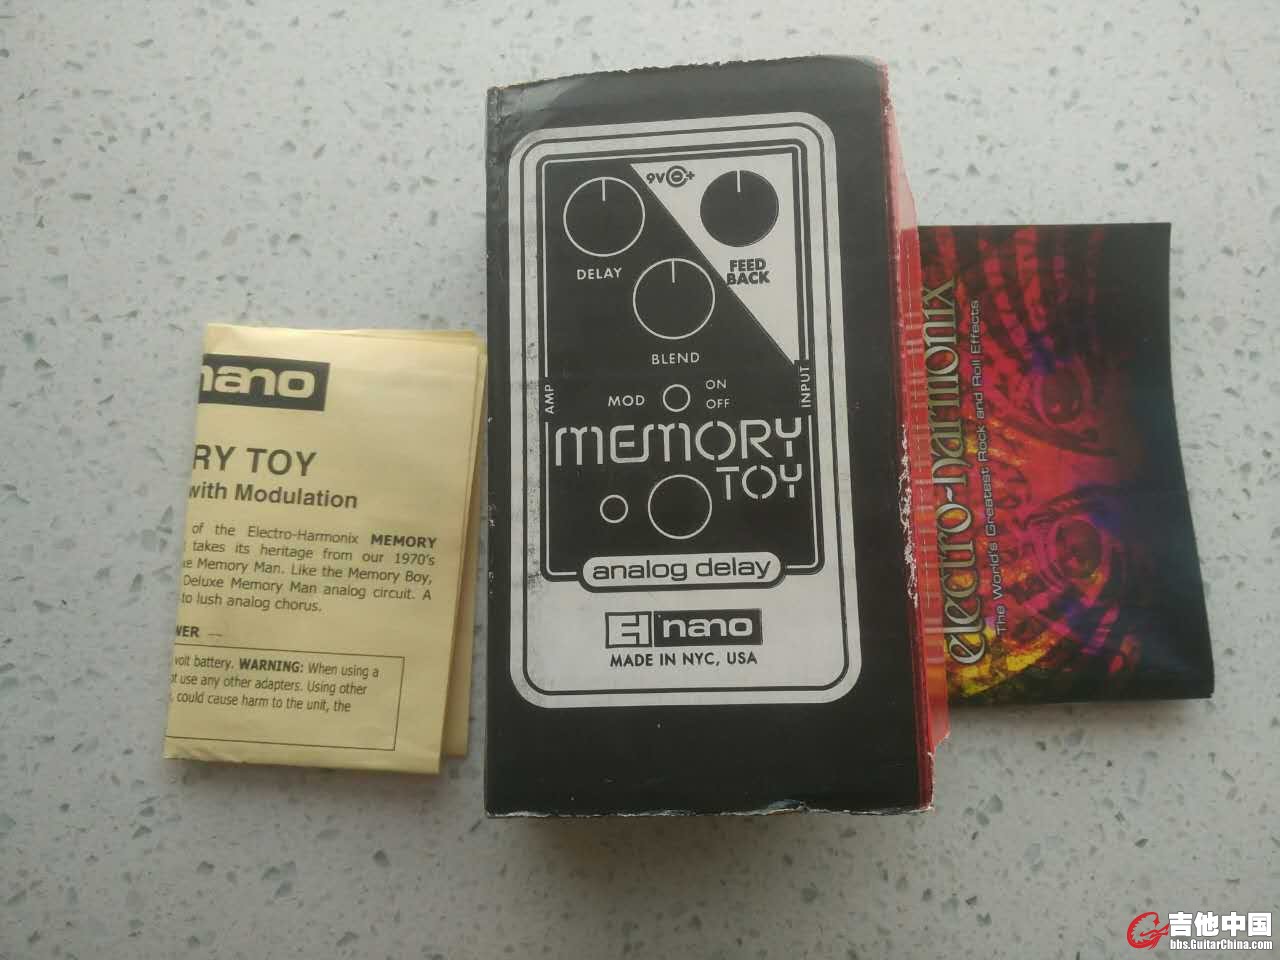 nano
RY TOY
with Modulation
of the Electro-Harmonix MEMORY
takes its heritage from our 1970's
e Memory Man. Like the Memory Boy,
Deluxe Memory Man analog circuit. A
to lush analog chorus.
WER —
volt battery. WARNING: When using a
ot use any other adapters. Using other
, could cause harm to the unit, the
9V
+
DELAY
FEED
BACK
BLEND
MOD
ON
OFF
AMP
INPUT
MEMORY
TOY
analog delay
EH nano
MADE IN NYC, USA
electro-harmonix
The World's Greatest Rock and Roll Effects
吉他中国
bbs.GuitarChina.com